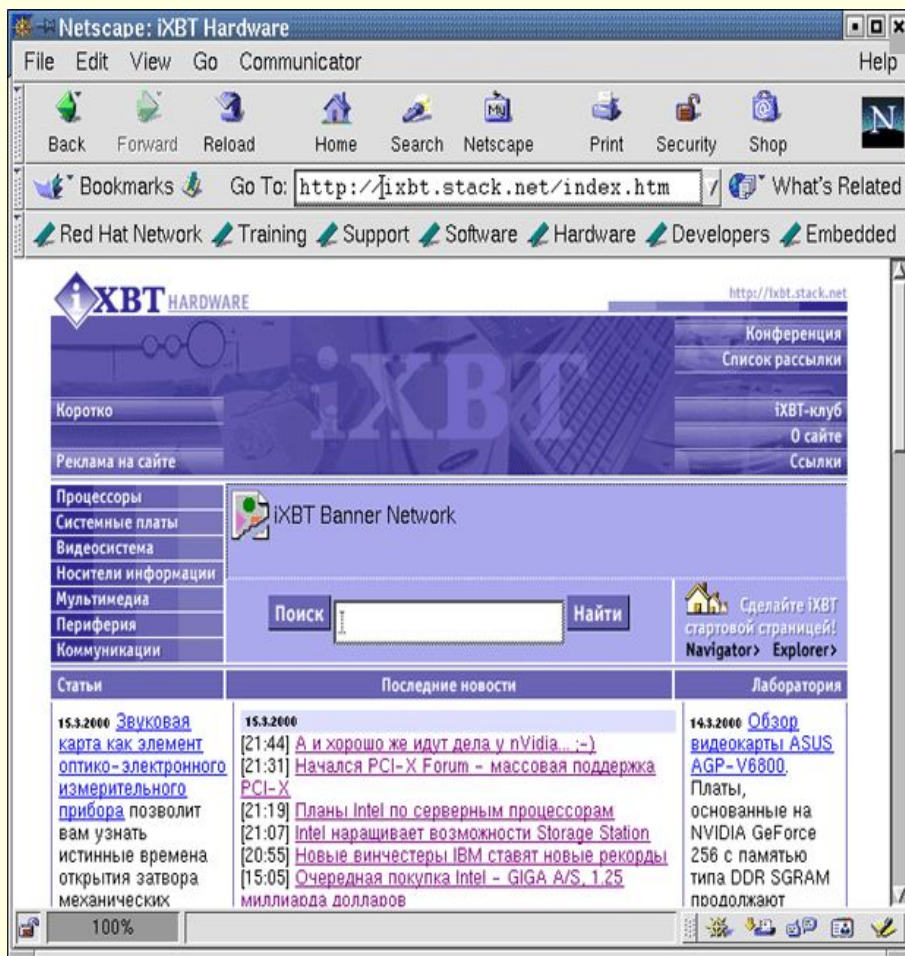 Netscape: iXBT Hardware
File Edit View Go Communicator Help
Back Forward Reload Home Search Netscape Print Security Shop
My
N
Bookmarks Go To: http://ixbt.stack.net/index.htm What's Related
Red Hat Network Training Support Software Hardware Developers Embedded
iXBT HARDWARE
http://ixbt.stack.net
iXBT
Конференция
Список рассылки
Коротко
iXBT-клуб
О сайте
Реклама на сайте
Ссылки
Процессоры
Системные платы
Видеосистема
Носители информации
Мультимедиа
Периферия
Коммуникации
iXBT Banner Network
Поиск Найти
Сделайте iXBT
стартовой страницей!
Navigator> Explorer>
Статьи
Последние новости
Лаборатория
15.3.2000 Звуковая
карта как элемент
оптико-электронного
измерительного
прибора позволит
вам узнать
истинные времена
открытия затвора
механических
15.3.2000
[21:44] А и хорошо же идут дела у nVidia... ;-)
[21:31] Начался PCI-X Forum - массовая поддержка
PCI-X
[21:19] Планы Intel по серверным процессорам
[21:07] Intel наращивает возможности Storage Station
[20:55] Новые винчестеры IBM ставят новые рекорды
[15:05] Очередная покупка Intel - GIGA A/S, 1.25
миллиарда долларов
14.3.2000 Обзор
видеокарты ASUS
AGP-V6800.
Платы,
основанные на
NVIDIA GeForce
256 с памятью
типа DDR SGRAM
продолжают
100%